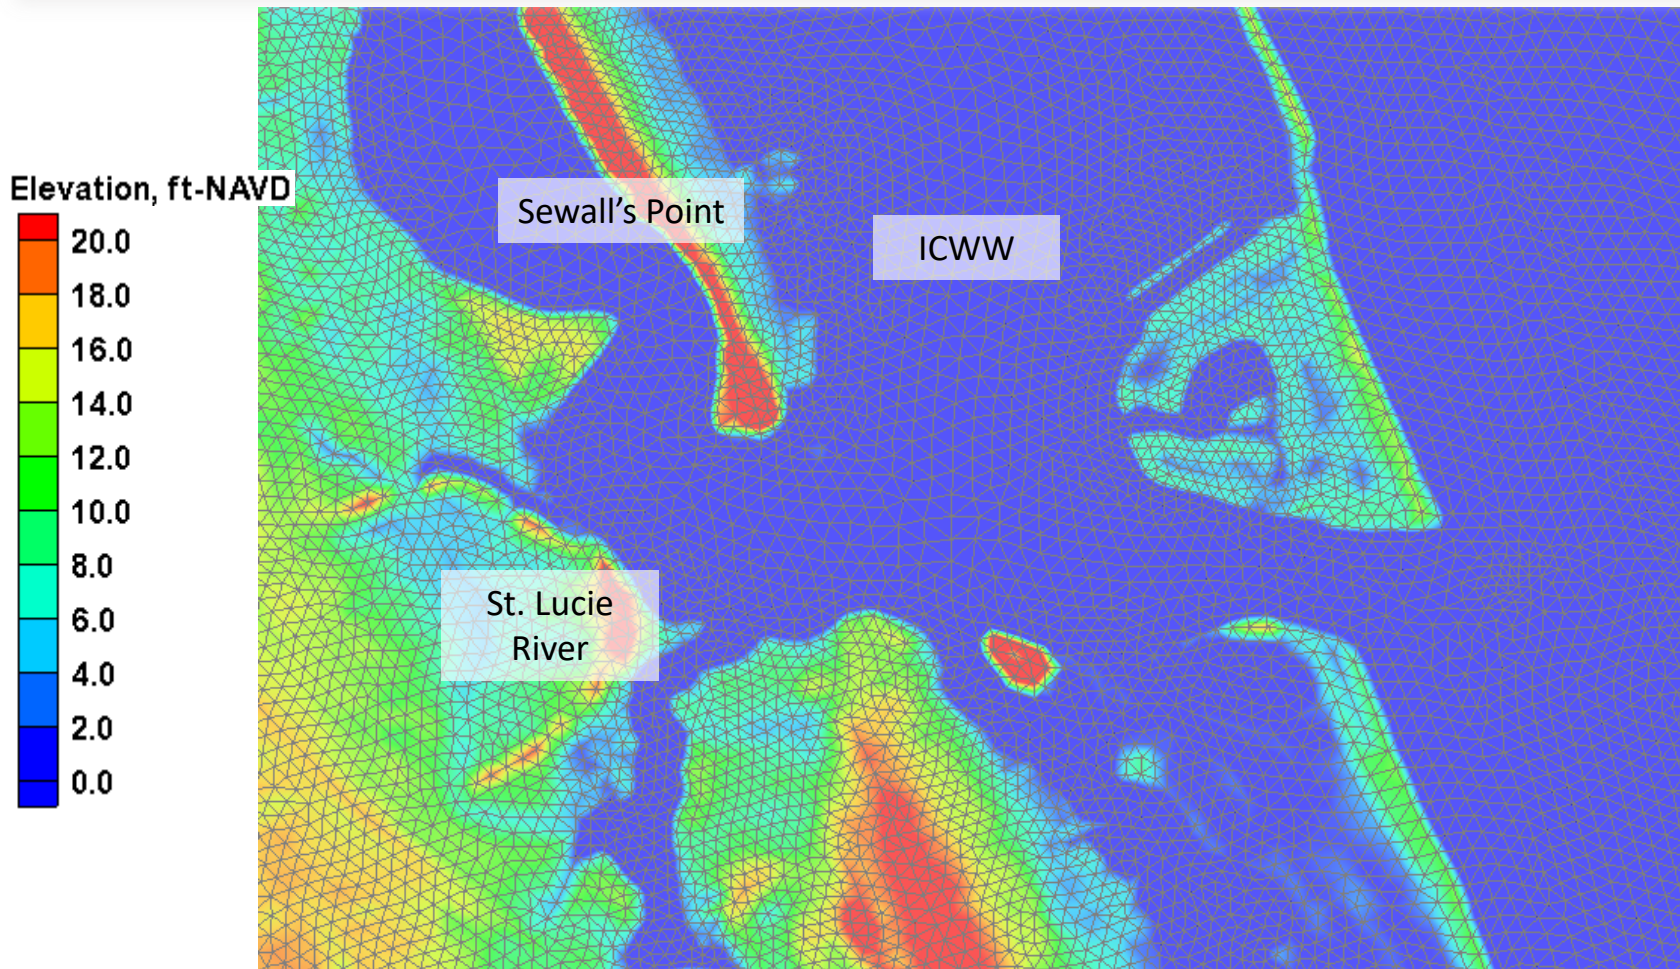 Elevation, ft-NAVD
20.0
18.0
16.0
14.0
12.0
10.0
8.0
6.0
4.0
2.0
0.0
Sewall’s Point
ICWW
St. Lucie
River